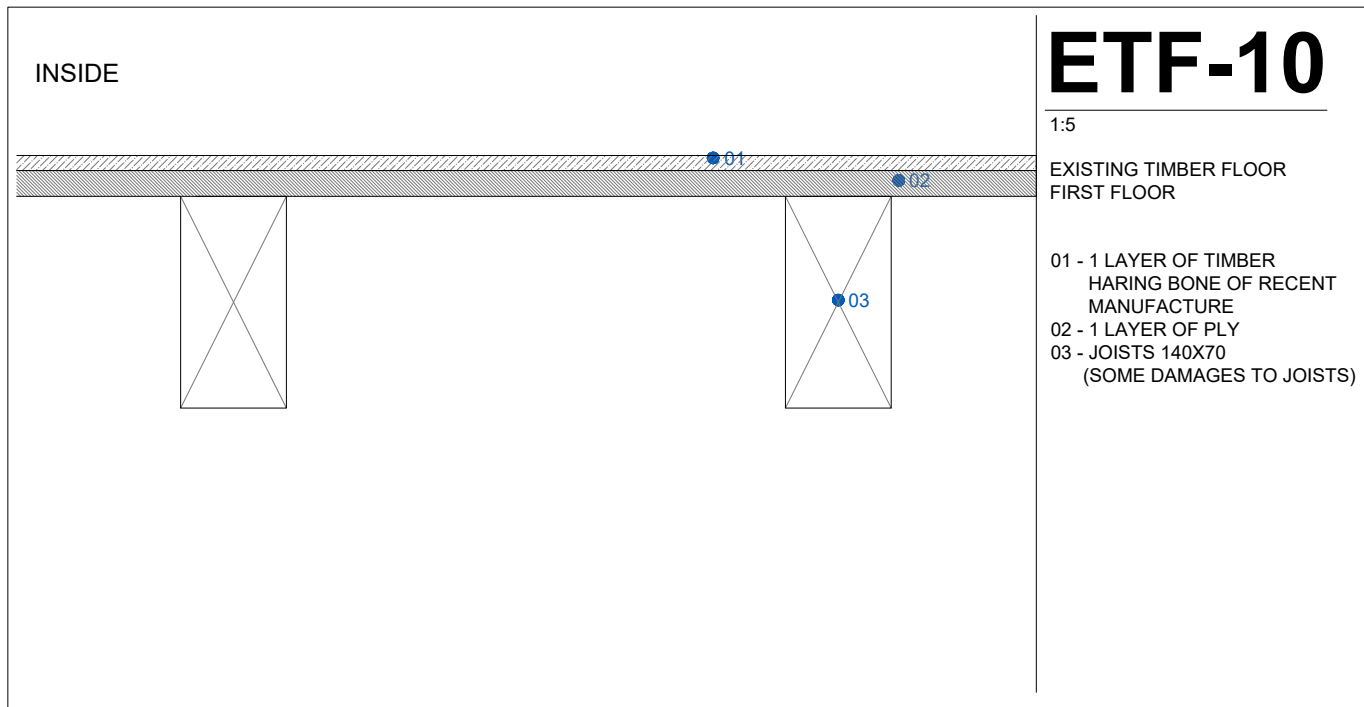 INSIDE
01
02
03
ETF-10
1:5
EXISTING TIMBER FLOOR
FIRST FLOOR
01 - 1 LAYER OF TIMBER
HARING BONE OF RECENT
MANUFACTURE
02 - 1 LAYER OF PLY
03 - JOISTS 140X70
(SOME DAMAGES TO JOISTS)